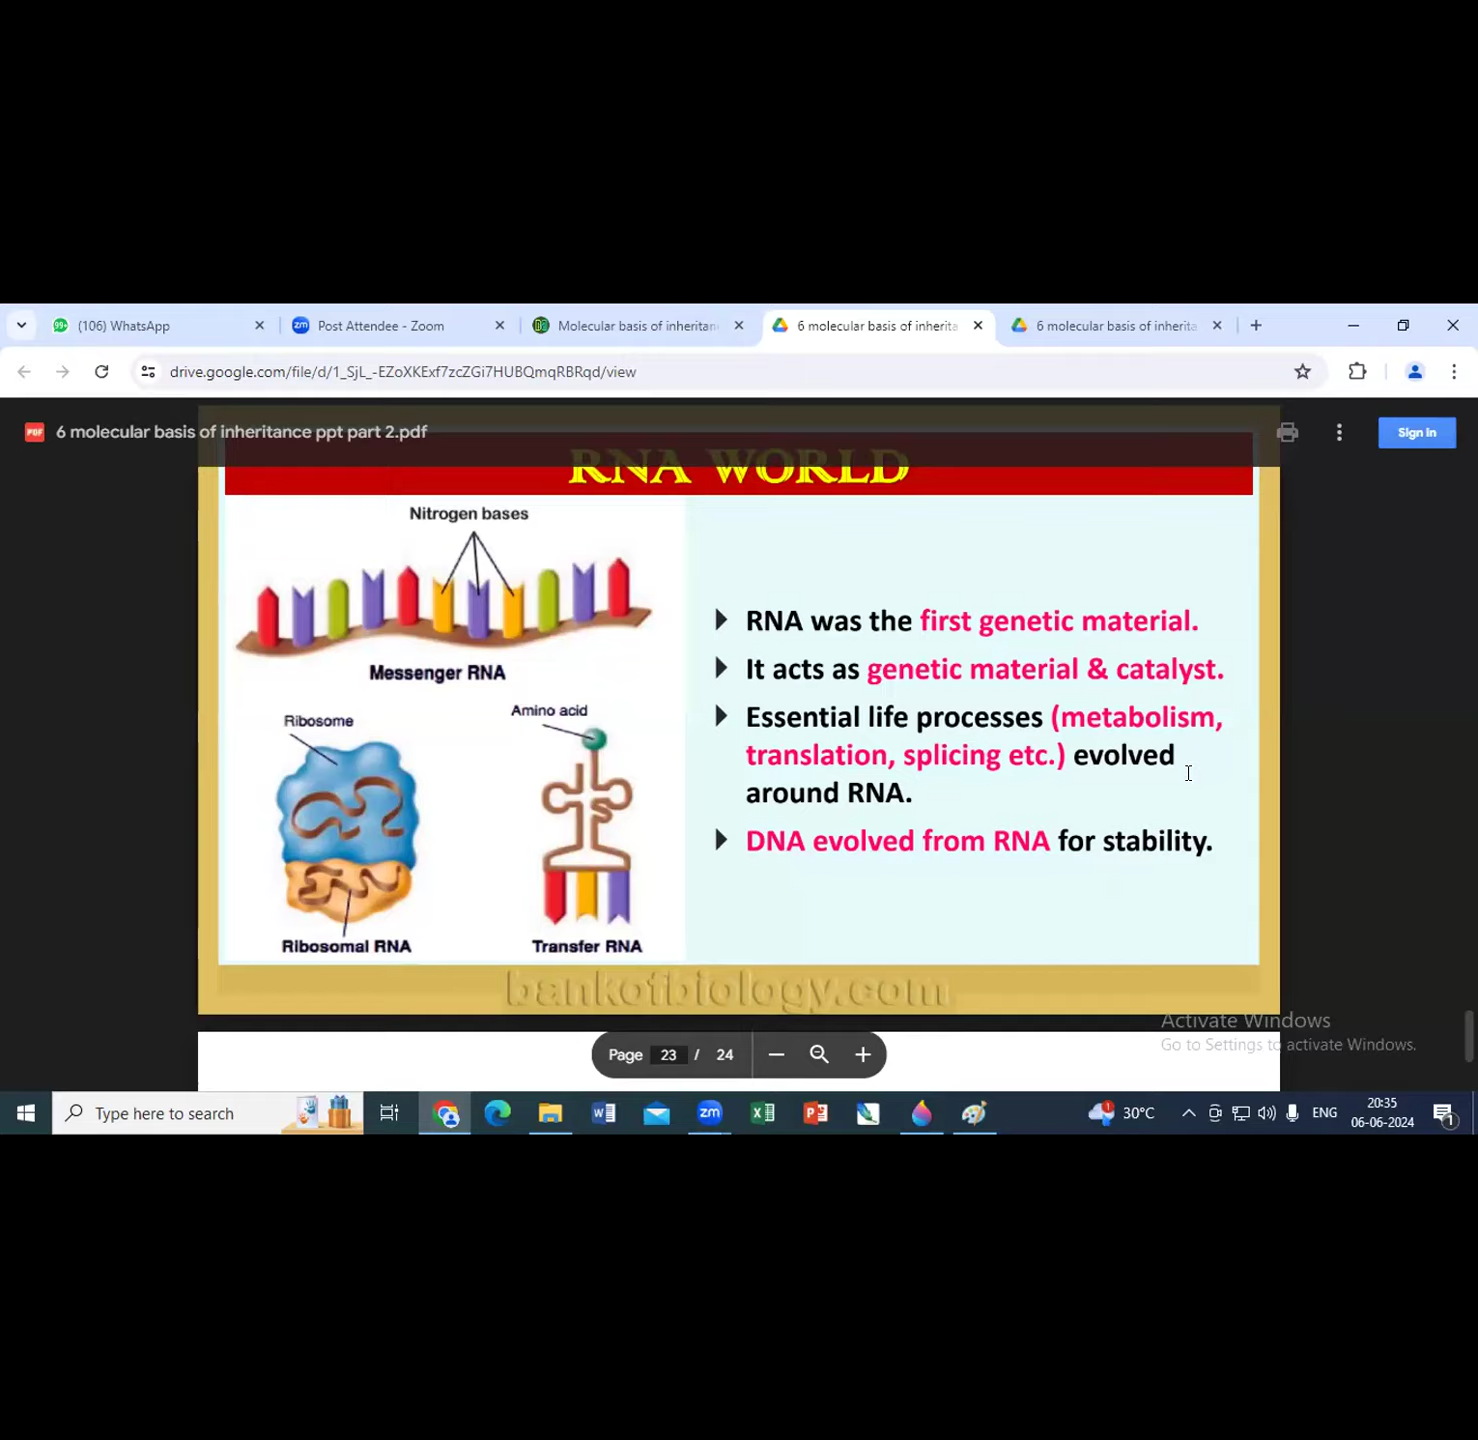 (106) WhatsApp
Post Attendee - Zoom
Molecular basis of inheritan
6 molecular basis of inherita
6 molecular basis of inherita
drive.google.com/file/d/1_SjL_-EZoXKExf7zcZGi7HUBQmqRBRqd/view
PDF
6 molecular basis of inheritance ppt part 2.pdf
Sign In
RNA WORLD
Nitrogen bases
Messenger RNA
Ribosome
Amino acid
Ribosomal RNA
Transfer RNA
RNA was the first genetic material.
It acts as genetic material & catalyst.
Essential life processes (metabolism,
translation, splicing etc.) evolved
around RNA.
DNA evolved from RNA for stability.
bankofbiology.com
Activate Windows
Go to Settings to activate Windows.
Page 23 / 24
Type here to search
zm
30°C
ENG
20:35
06-06-2024
1